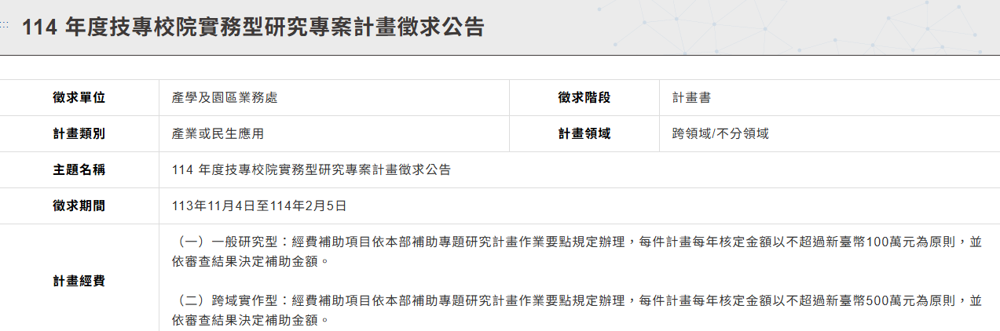 114 年度技專校院實務型研究專案計畫徵求公告
徵求單位 產學及園區業務處 徵求階段 計畫書
計畫類別 產業或民生應用 計畫領域 跨領域/不分領域
主題名稱 114 年度技專校院實務型研究專案計畫徵求公告
徵求期間 113年11月4日至114年2月5日
計畫經費
（一）一般研究型：經費補助項目依本部補助專題研究計畫作業要點規定辦理，每件計畫每年核定金額以不超過新臺幣100萬元為原則，並
依審查結果決定補助金額。
（二）跨域實作型：經費補助項目依本部補助專題研究計畫作業要點規定辦理，每件計畫每年核定金額以不超過新臺幣500萬元為原則，並
依審查結果決定補助金額。